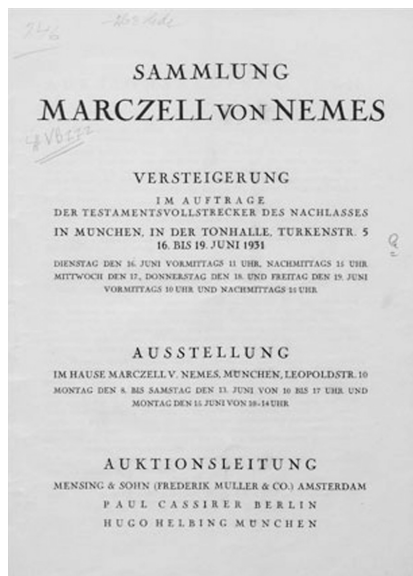 SAMMLUNG
MARCZELL VON NEMES
VERSTEIGERUNG
IM AUFTRAGE
DER TESTAMENTSVOLLSTRECKER DES NACHLASSES
IN MÜNCHEN, IN DER TONHALLE, TÜRKENSTR. 5
16. BIS 19. JUNI 1931
DIENSTAG DEN 16. JUNI VORMITTAGS 11 UHR, NACHMITTAGS 15 UHR
MITTWOCH DEN 17., DONNERSTAG DEN 18. UND FREITAG DEN 19. JUNI
VORMITTAGS 10 UHR UND NACHMITTAGS 15 UHR
AUSSTELLUNG
IM HAUSE MARCZELL V. NEMES, MÜNCHEN, LEOPOLDSTR. 10
MONTAG DEN 8. BIS SAMSTAG DEN 13. JUNI VON 10 BIS 17 UHR UND
MONTAG DEN 15. JUNI VON 10-14 UHR
AUKTIONSLEITUNG
MENSING & SOHN (FREDERIK MULLER & CO.) AMSTERDAM
PAUL CASSIRER BERLIN
HUGO HELBING MÜNCHEN